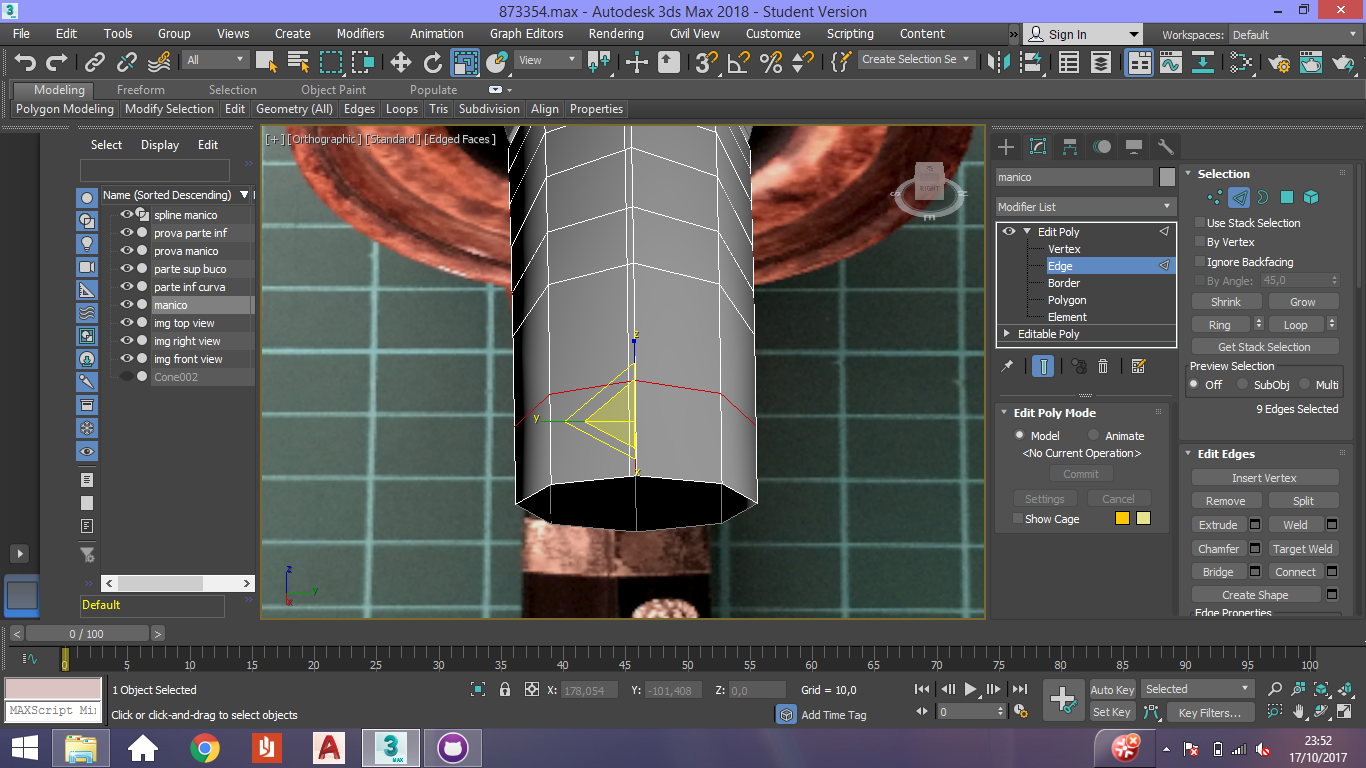 873354.max - Autodesk 3ds Max 2018 - Student Version
File Edit Tools Group Views Create Modifiers Animation Graph Editors Rendering Civil View Customize Scripting Content » Sign In Workspaces: Default
All View Create Selection Se
Modeling Freeform Selection Object Paint Populate
Polygon Modeling Modify Selection Edit Geometry (All) Edges Loops Tris Subdivision Align Properties
Select Display Edit
Name (Sorted Descending)
spline manico
prova parte inf
prova manico
parte sup buco
parte inf curva
manico
img top view
img right view
img front view
Cone002
Default
[+] [Orthographic] [Standard] [Edged Faces]
RIGHT
z
y
x
z
y
x
manico
Modifier List
Edit Poly
Vertex
Edge
Border
Polygon
Element
Editable Poly
Edit Poly Mode
Model Animate
<No Current Operation>
Commit
Settings Cancel
Show Cage
Selection
Use Stack Selection
By Vertex
Ignore Backfacing
By Angle: 45,0
Shrink Grow
Ring Loop
Get Stack Selection
Preview Selection
Off SubObj Multi
9 Edges Selected
Edit Edges
Insert Vertex
Remove Split
Extrude Weld
Chamfer Target Weld
Bridge Connect
Create Shape
Edge Properties
< 0 / 100 >
0 5 10 15 20 25 30 35 40 45 50 55 60 65 70 75 80 85 90 95 100
MAXScript Mi
1 Object Selected
Click or click-and-drag to select objects
X: 178,054 Y: -101,408 Z: 0,0 Grid = 10,0
Add Time Tag
0
Auto Key Selected
Set Key Key Filters...
23:52
17/10/2017